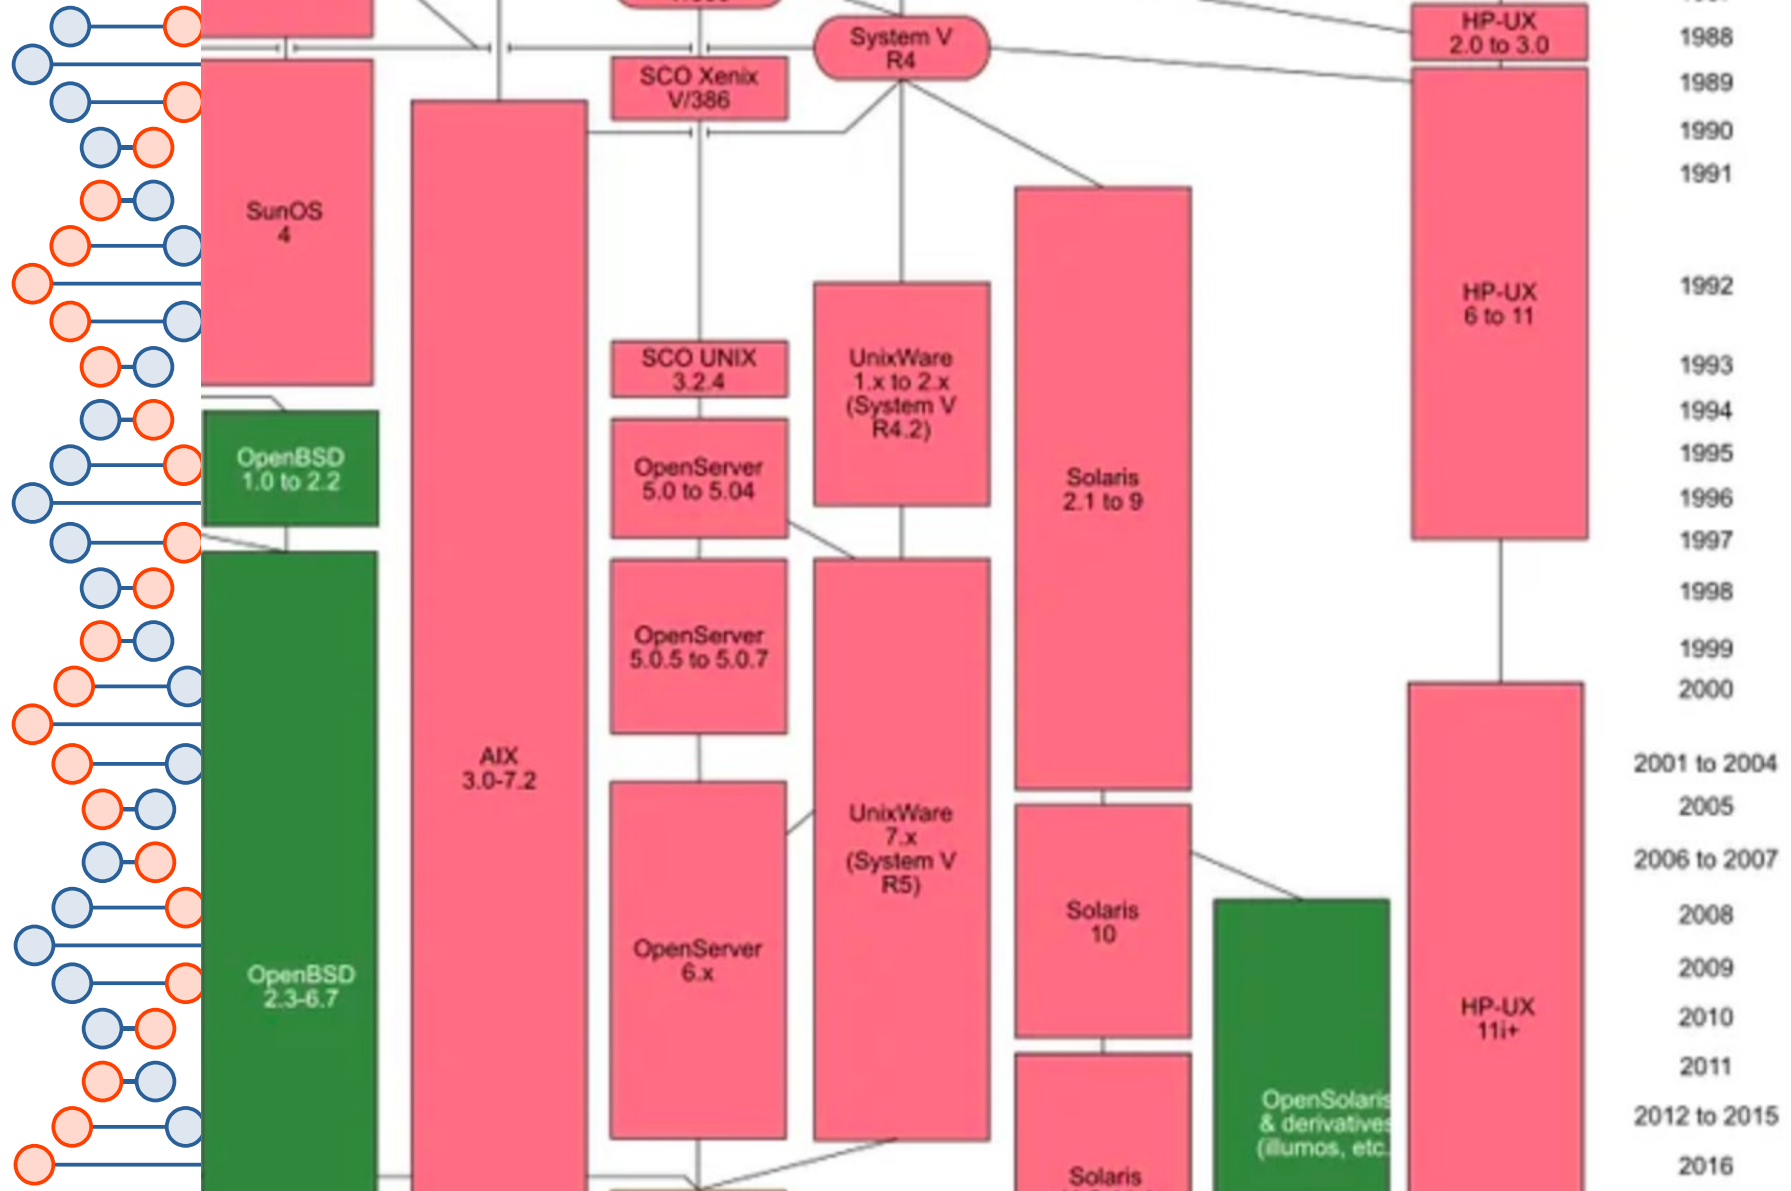 System V
R4
HP-UX
2.0 to 3.0
1988
SCO Xenix
V/386
1989
1990
1991
SunOS
4
1992
HP-UX
6 to 11
SCO UNIX
3.2.4
UnixWare
1.x to 2.x
(System V
R4.2)
1993
1994
OpenBSD
1.0 to 2.2
OpenServer
5.0 to 5.04
1995
Solaris
2.1 to 9
1996
1997
1998
OpenServer
5.0.5 to 5.0.7
1999
2000
AIX
3.0-7.2
2001 to 2004
UnixWare
7.x
(System V
R5)
2005
2006 to 2007
Solaris
10
2008
OpenServer
6.x
OpenBSD
2.3-6.7
2009
HP-UX
11i+
2010
2011
OpenSolaris
& derivatives
(illumos, etc.
2012 to 2015
Solaris
2016